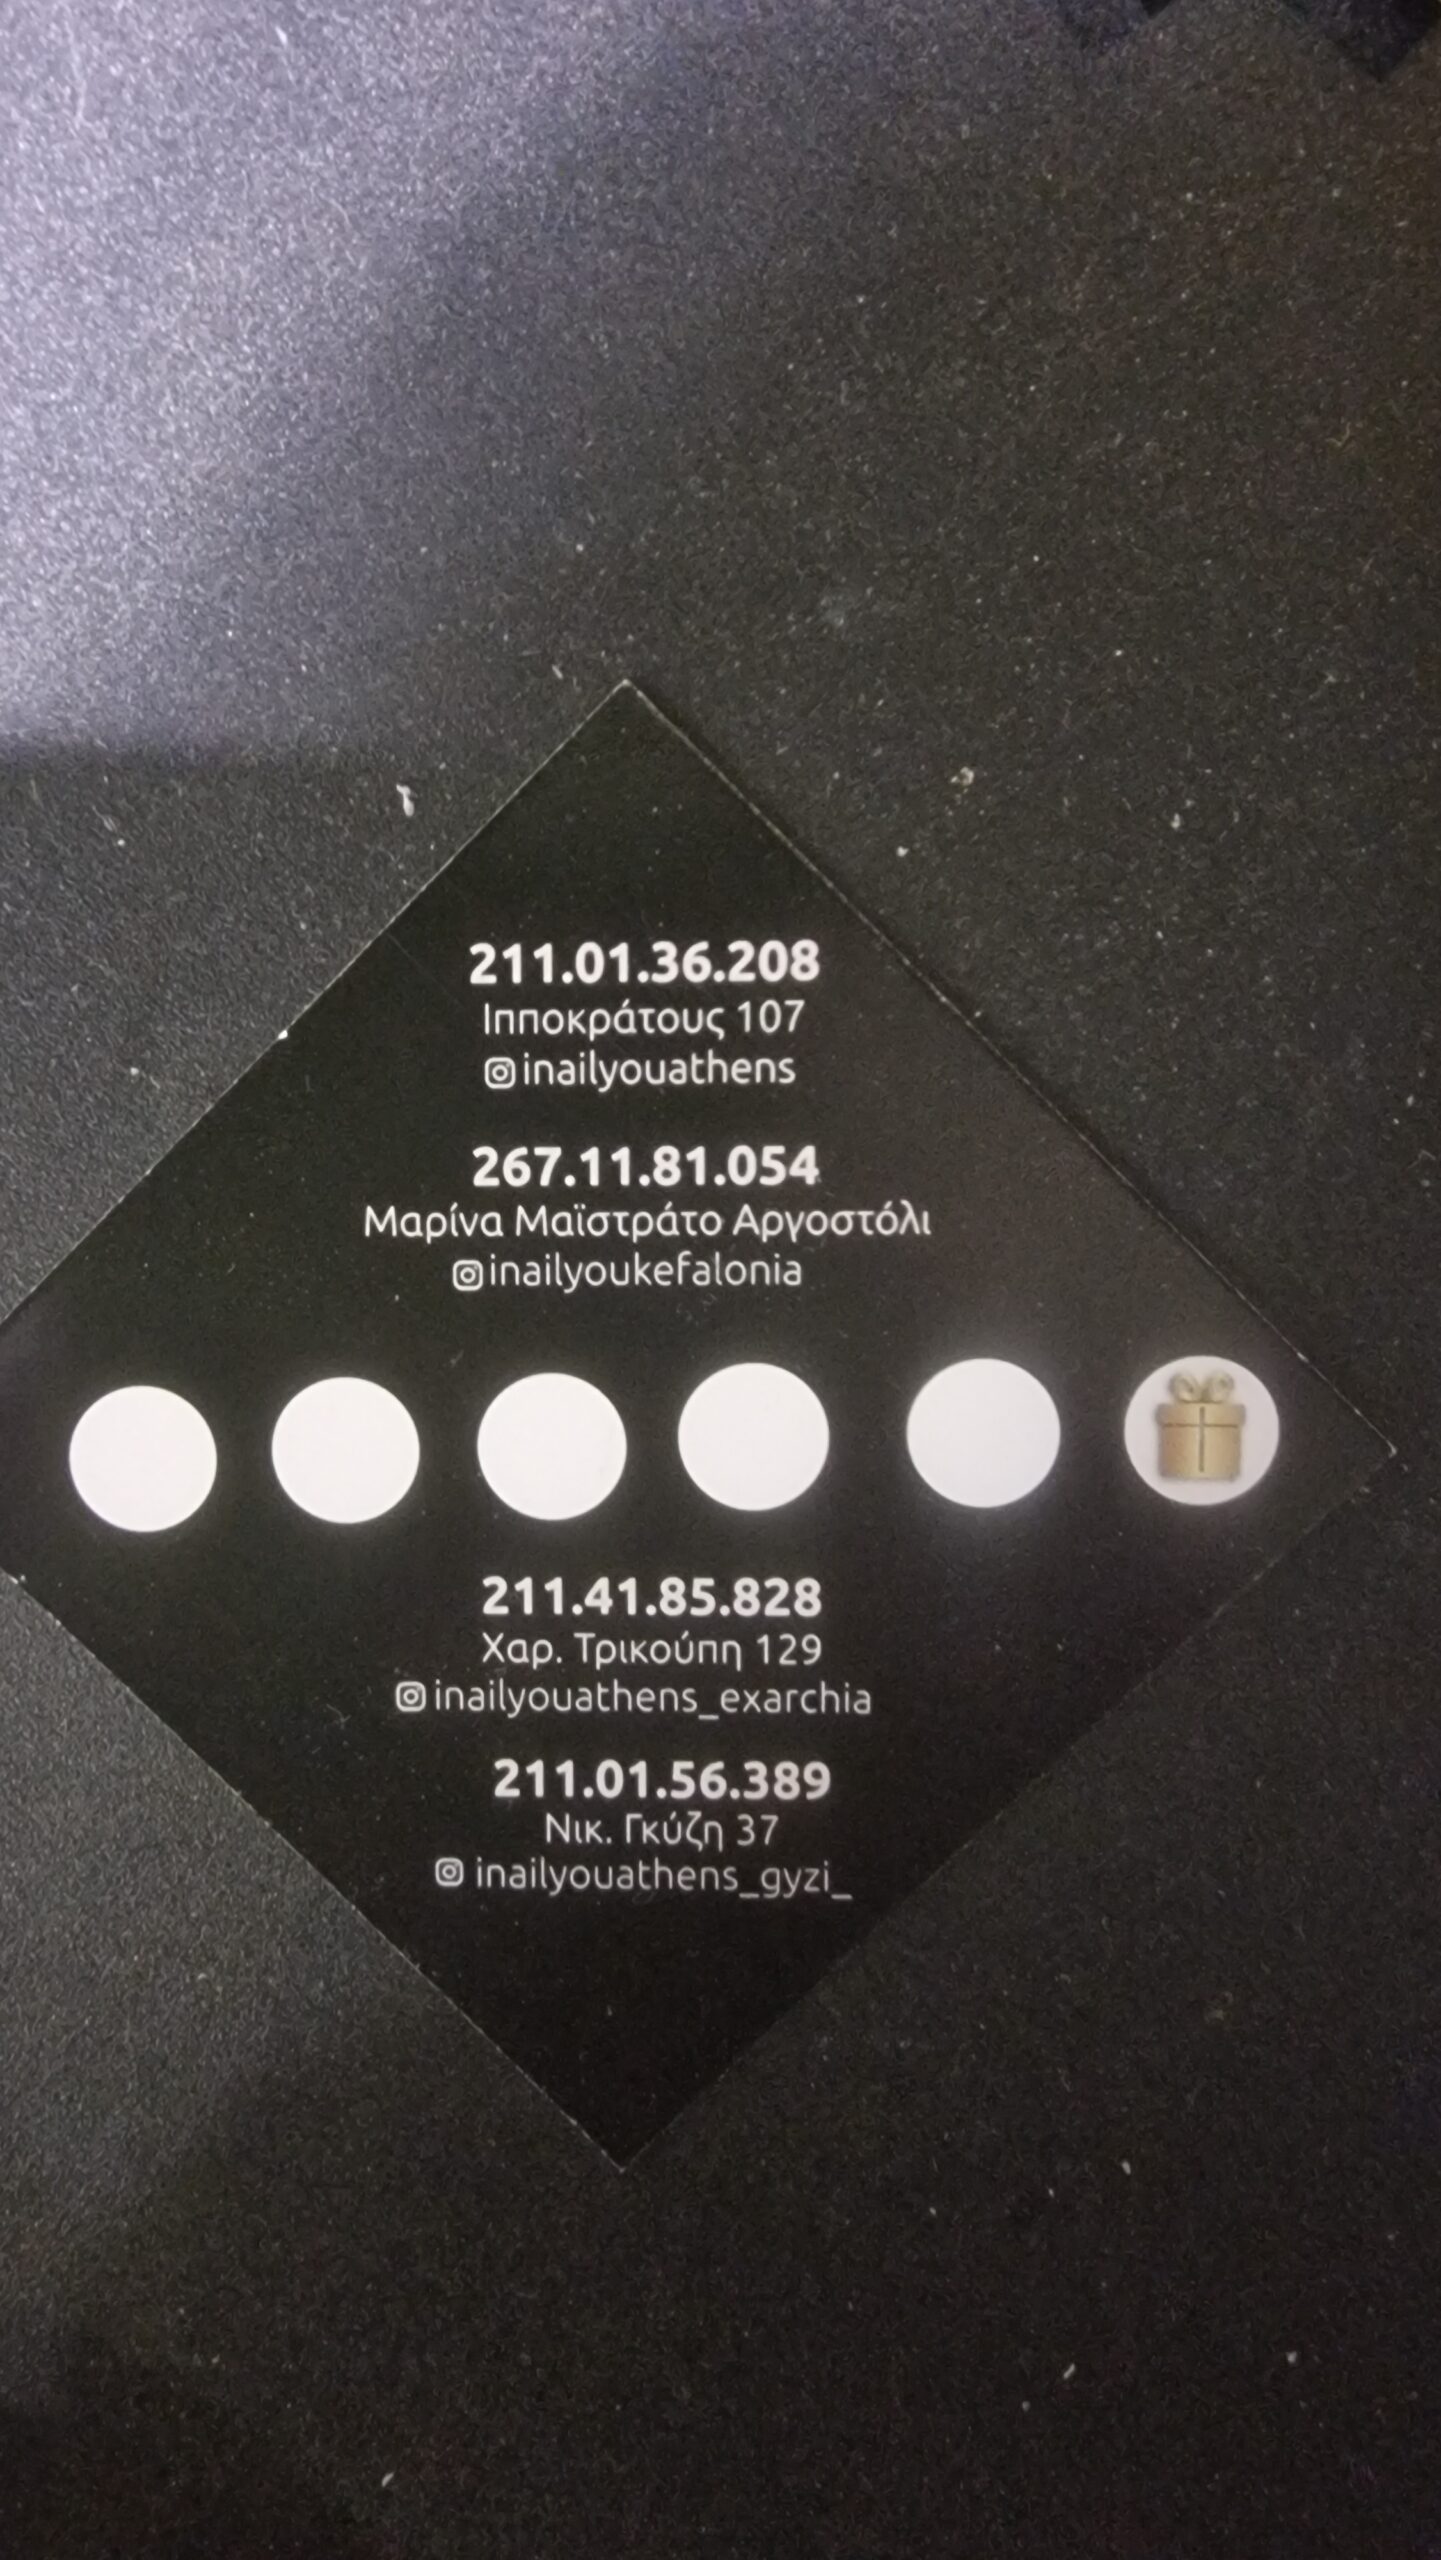 211.01.36.208
Ιπποκράτους 107
inailyouathens
267.11.81.054
Μαρίνα Μαϊστράτο Αργοστόλι
inailyoukefalonia
211.41.85.828
Χαρ. Τρικούπη 129
inailyouathens_exarchia
211.01.56.389
Νικ. Γκύζη 37
inailyouathens_gyzi_